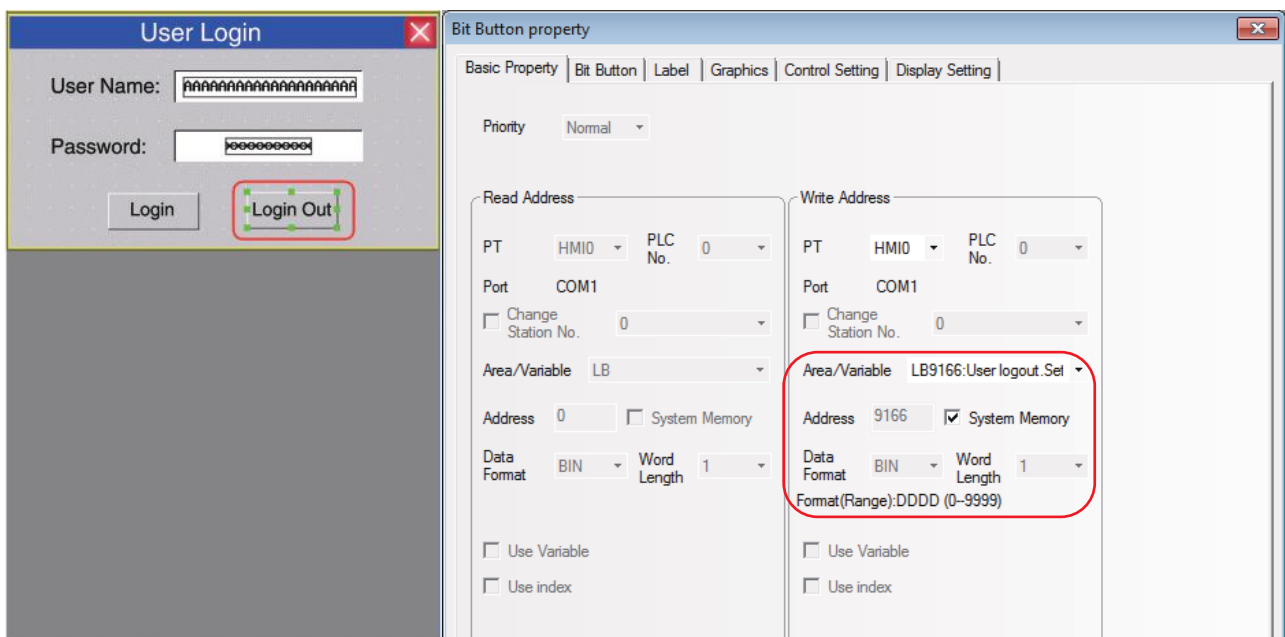 User Login
User Name: AAAAAAAAAAAAAAAAAAAA
Password: **********
Login Login Out
Bit Button property
Basic Property Bit Button Label Graphics Control Setting Display Setting
Priority Normal
Read Address
PT HMI0 PLC No. 0
Port COM1
Change Station No. 0
Area/Variable LB
Address 0 System Memory
Data Format BIN Word Length 1
Use Variable
Use index
Write Address
PT HMI0 PLC No. 0
Port COM1
Change Station No. 0
Area/Variable LB9166:User logout.Set
Address 9166 System Memory
Data Format BIN Word Length 1
Format(Range):DDDD (0--9999)
Use Variable
Use index